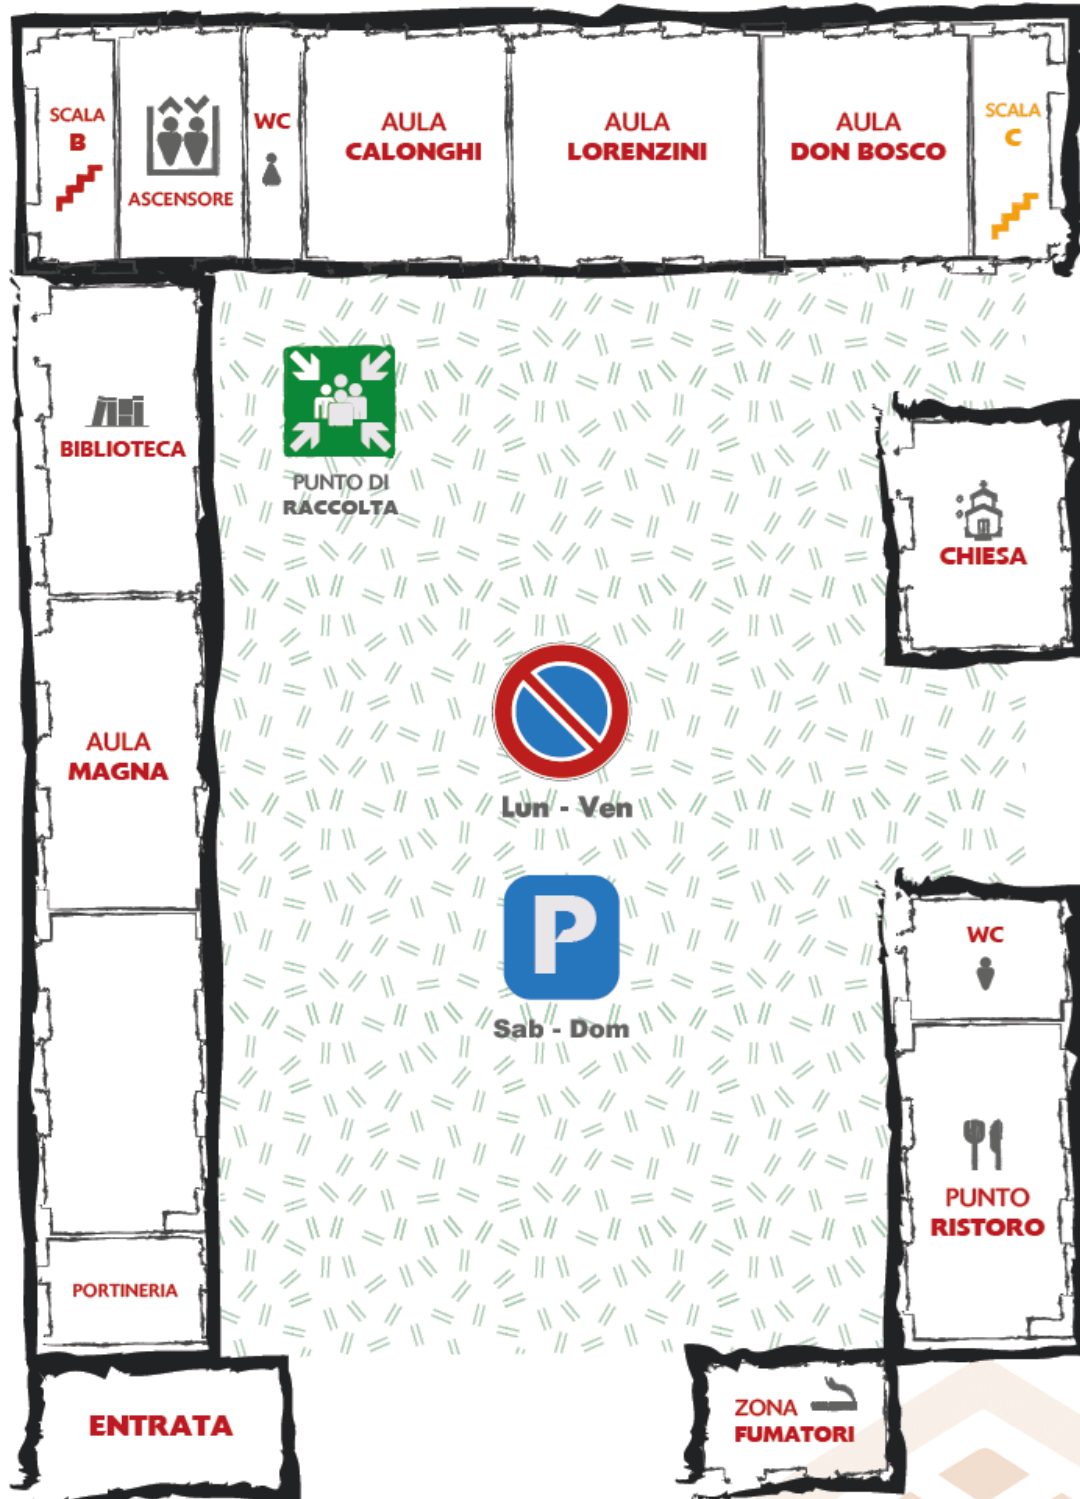 SCALA
B
ASCENSORE
WC
AULA
CALONGHI
AULA
LORENZINI
AULA
DON BOSCO
SCALA
C
BIBLIOTECA
PUNTO DI
RACCOLTA
CHIESA
AULA
MAGNA
Lun - Ven
P
Sab - Dom
WC
PUNTO
RISTORO
PORTINERIA
ENTRATA
ZONA
FUMATORI